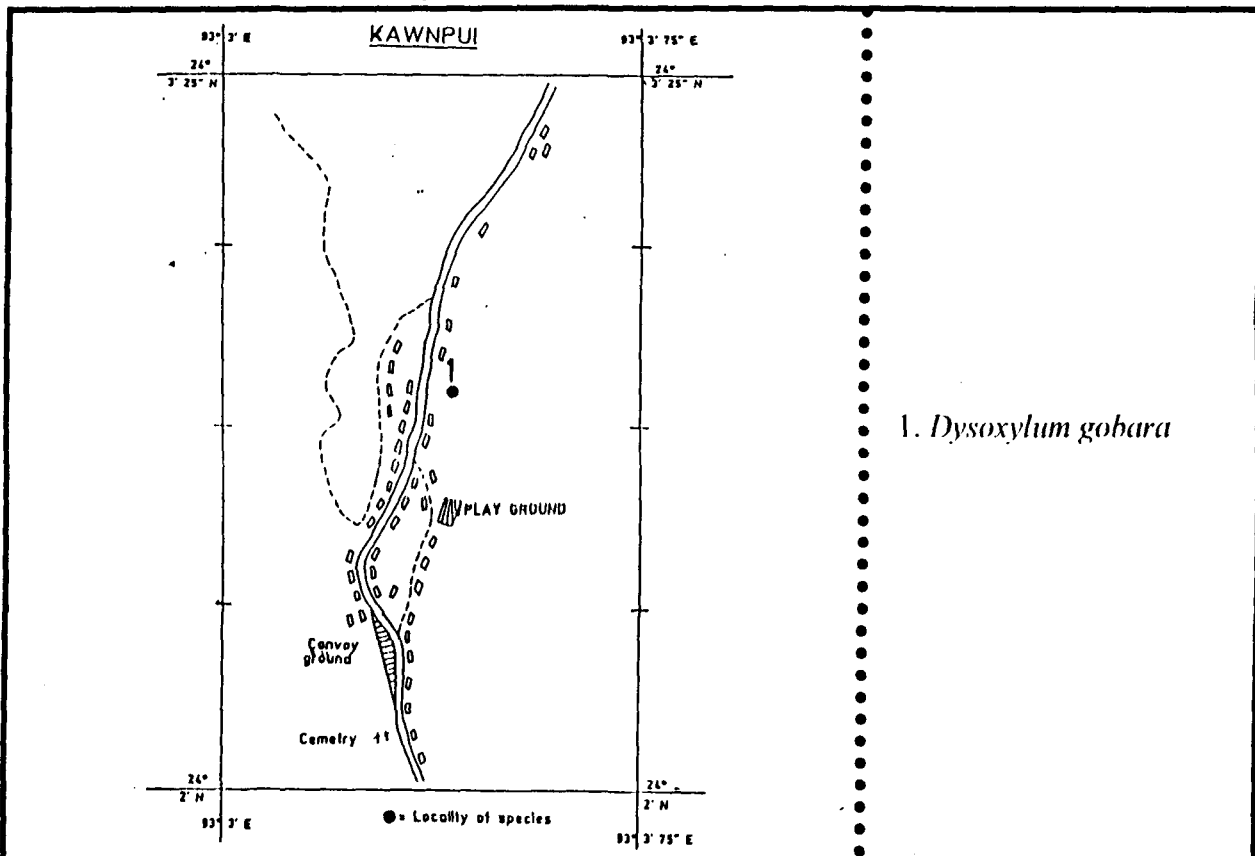 KAWNPUI
93° 3' E
93° 3' 75" E
24°
3' 25" N
24°
3' 25" N
1
1. Dysoxylum gobara
PLAY GROUND
Convoy
ground
Cemetry
24°
2' N
24°
2' N
93° 3' E
●= Locality of species
93° 3' 75" E